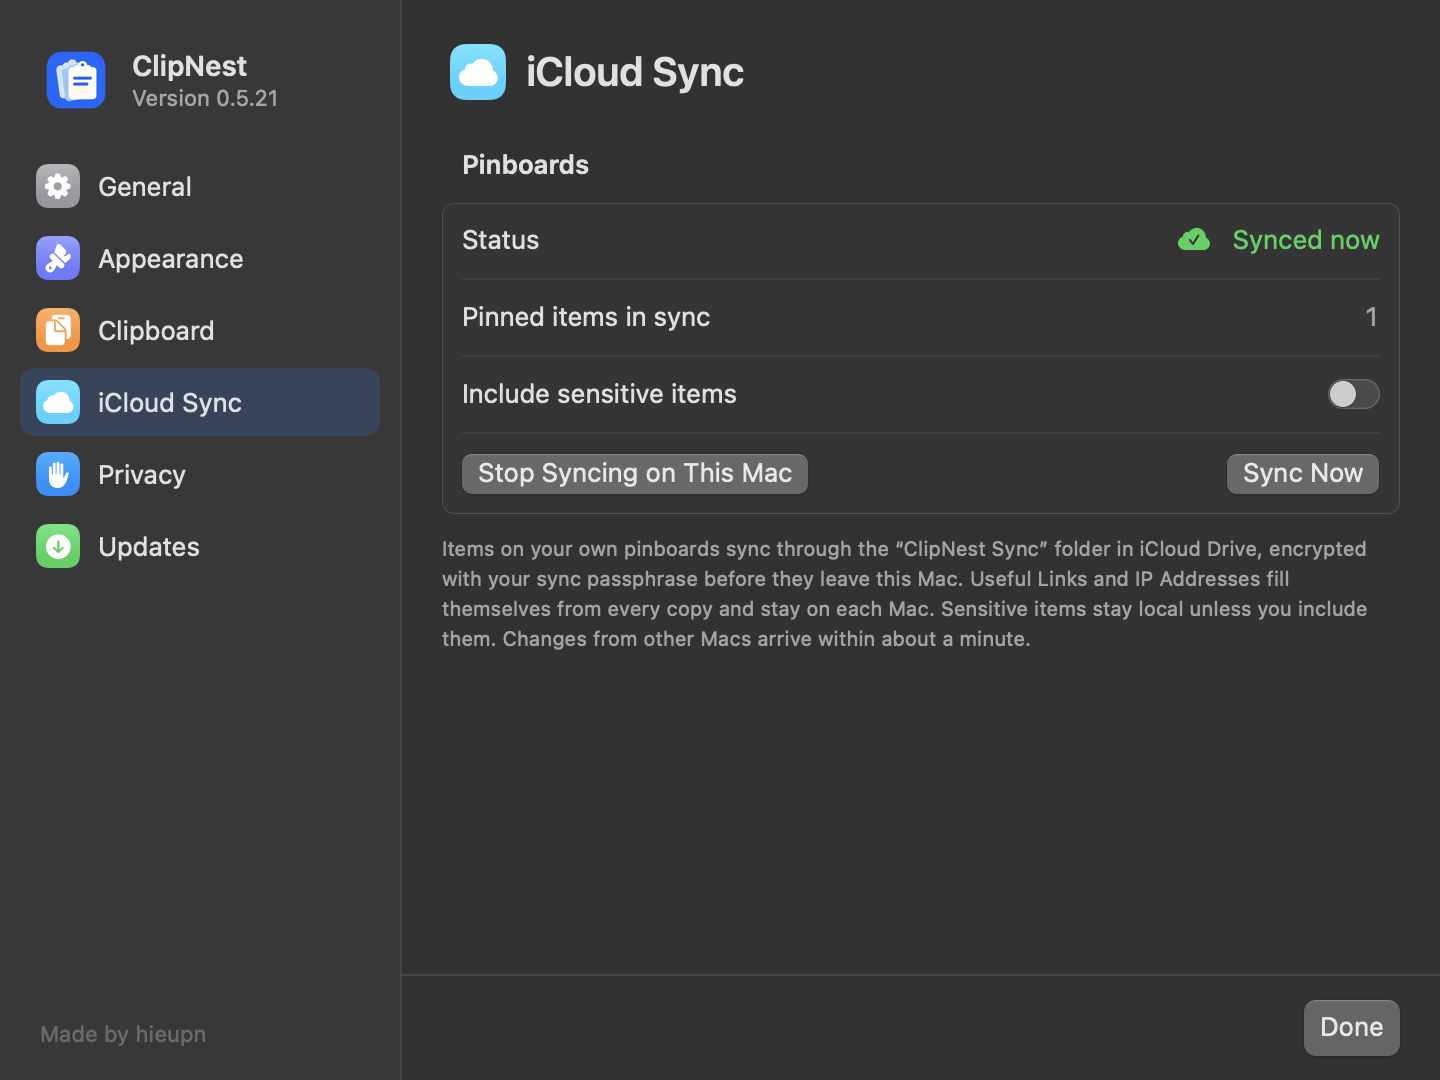 ClipNest
Version 0.5.21
General
Appearance
Clipboard
iCloud Sync
Privacy
Updates
Made by hieupn
iCloud Sync
Pinboards
Status
Synced now
Pinned items in sync
1
Include sensitive items
Stop Syncing on This Mac
Sync Now
Items on your own pinboards sync through the “ClipNest Sync” folder in iCloud Drive, encrypted
with your sync passphrase before they leave this Mac. Useful Links and IP Addresses fill
themselves from every copy and stay on each Mac. Sensitive items stay local unless you include
them. Changes from other Macs arrive within about a minute.
Done